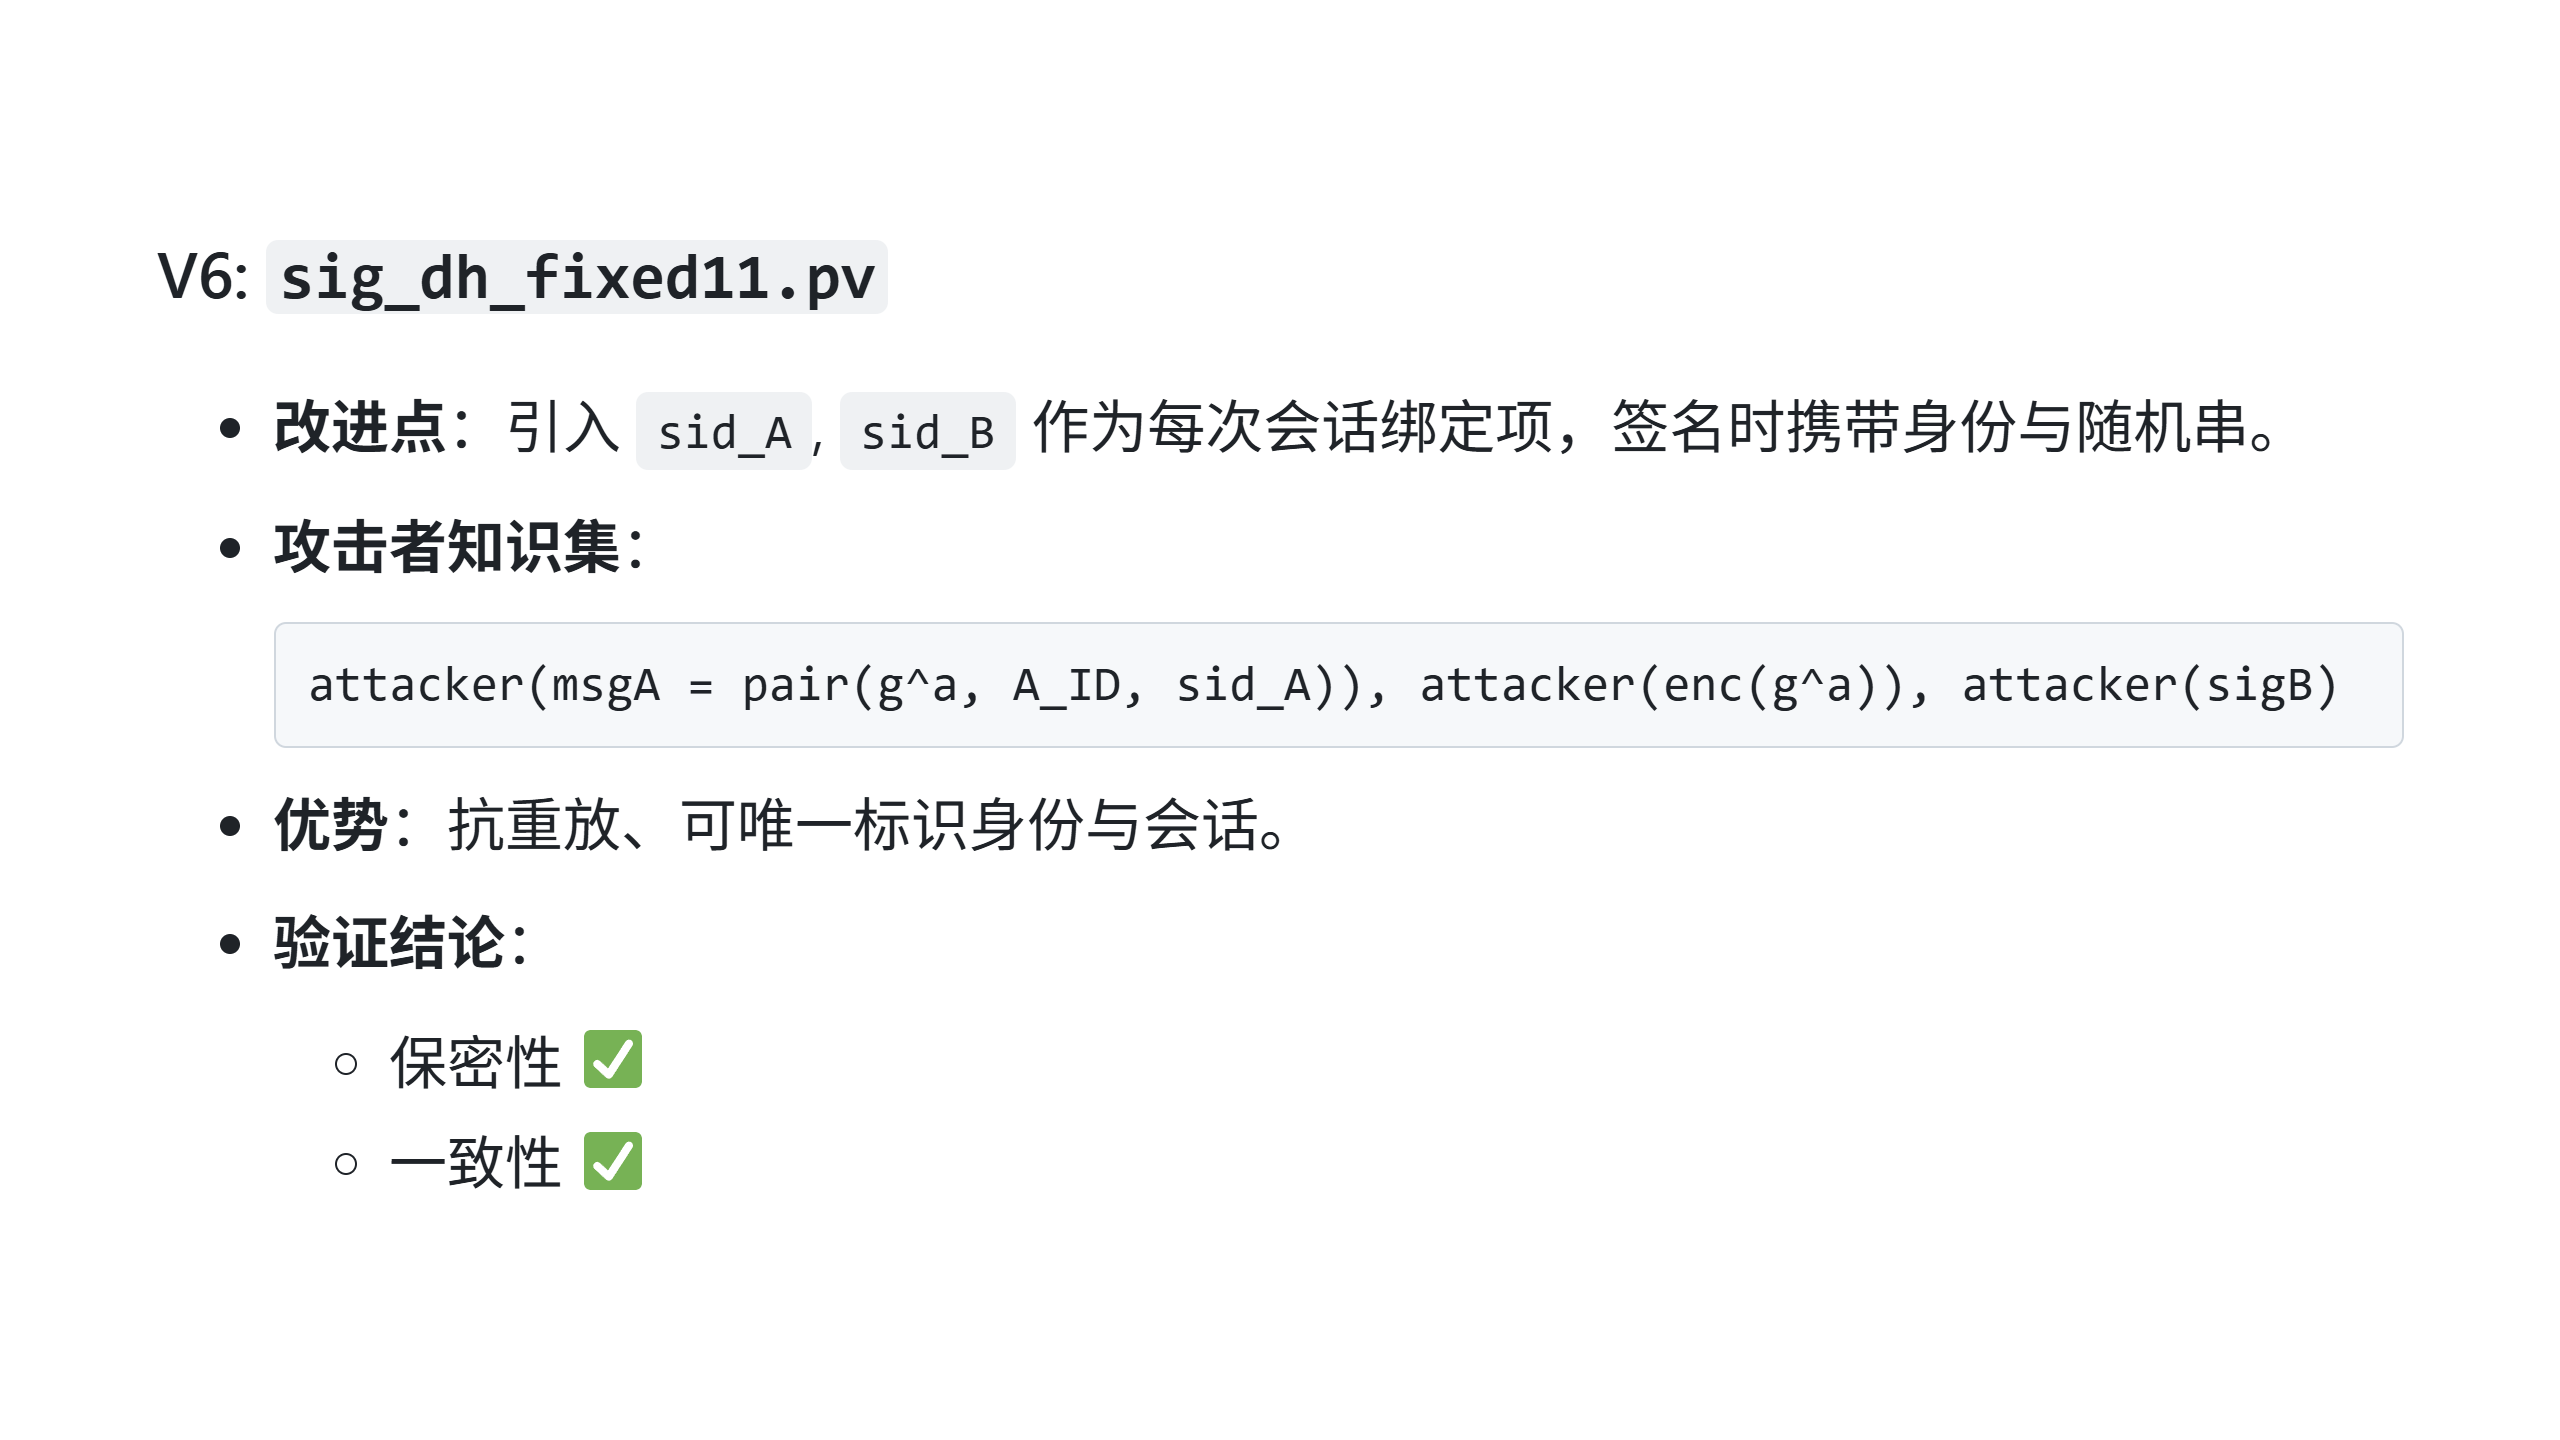 V6: sig_dh_fixed11.pv
改进点：引入 sid_A, sid_B 作为每次会话绑定项，签名时携带身份与随机串。
攻击者知识集：
attacker(msgA = pair(g^a, A_ID, sid_A)), attacker(enc(g^a)), attacker(sigB)
优势：抗重放、可唯一标识身份与会话。
验证结论：
保密性 ✅
一致性 ✅